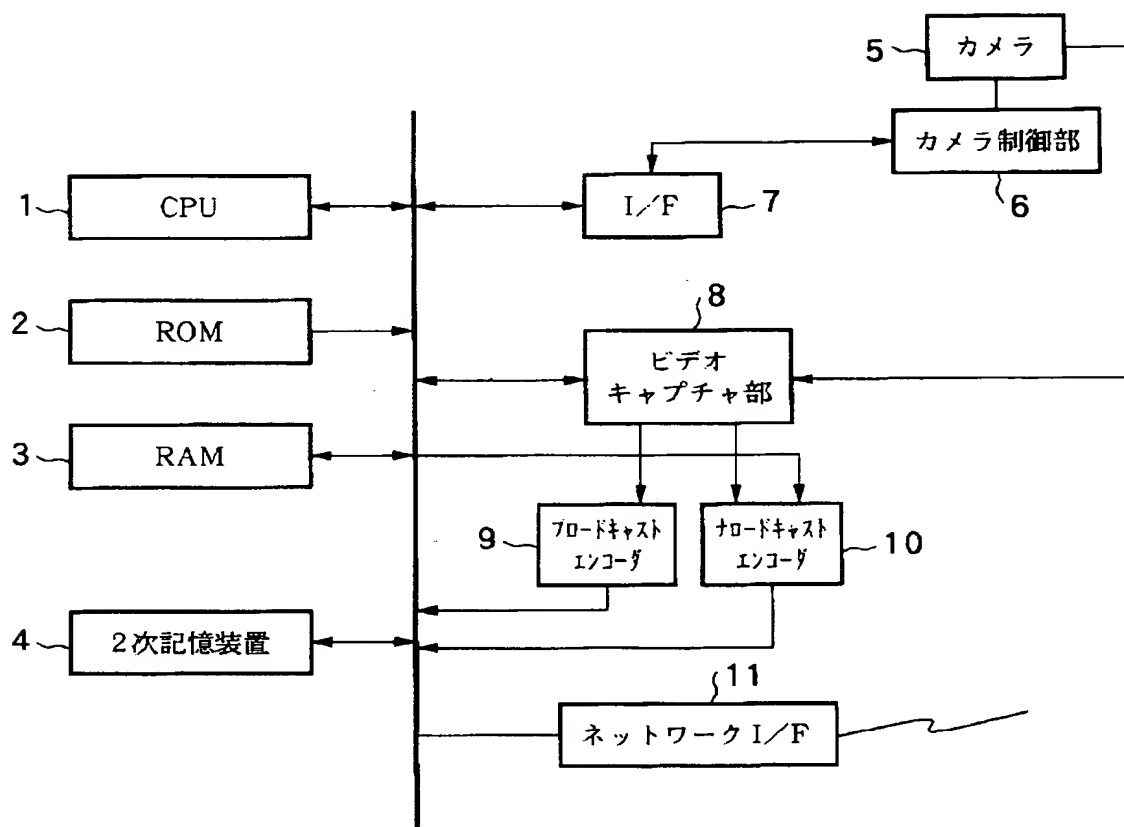 5
カメラ
カメラ制御部
6
1
CPU
I/F
7
2
ROM
8
ビデオ
キャプチャ部
3
RAM
9
ブロードキャスト
エンコーダ
ナロードキャスト
エンコーダ
10
4
2次記憶装置
11
ネットワークI/F